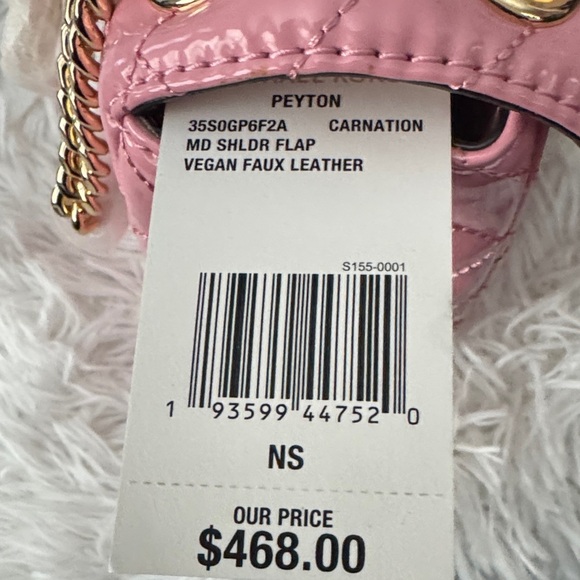 PEYTON
35S0GP6F2A CARNATION
MD SHLDR FLAP
VEGAN FAUX LEATHER
S155-0001
1 93599 44752 0
NS
OUR PRICE
$468.00